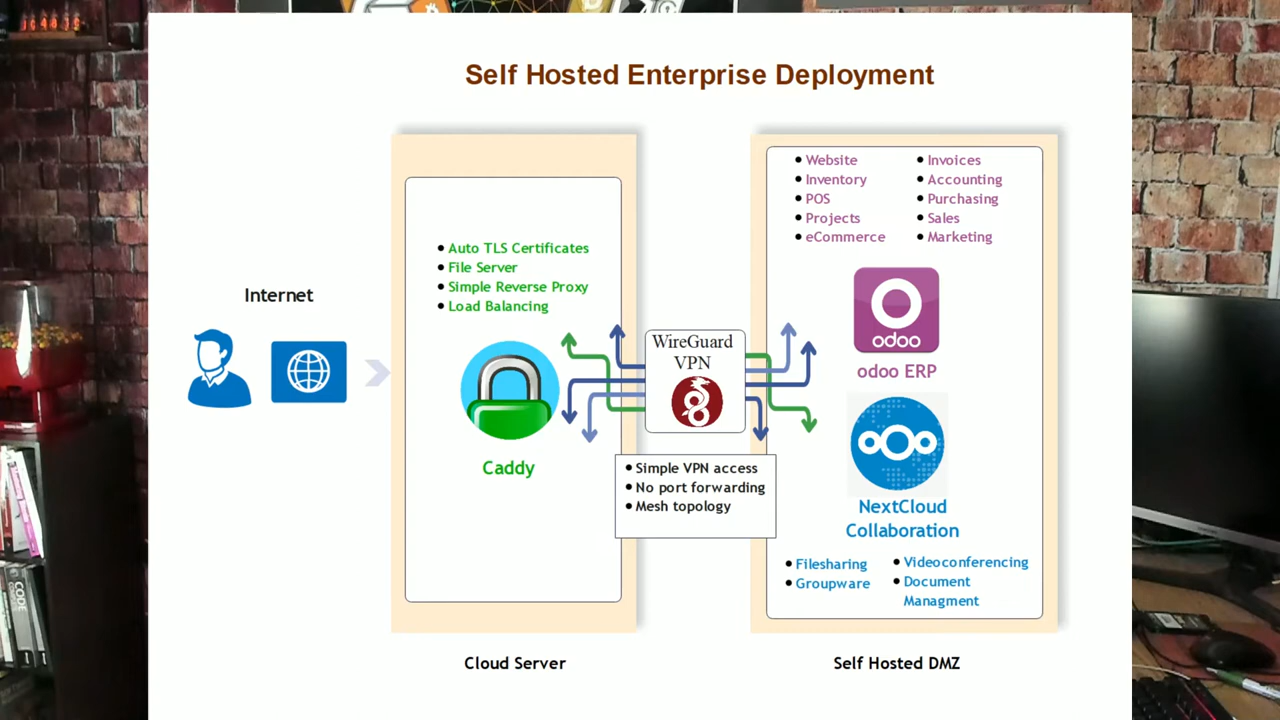 Self Hosted Enterprise Deployment
Internet
Auto TLS Certificates
File Server
Simple Reverse Proxy
Load Balancing
Caddy
Cloud Server
WireGuard
VPN
Simple VPN access
No port forwarding
Mesh topology
Website
Inventory
POS
Projects
eCommerce
Invoices
Accounting
Purchasing
Sales
Marketing
odoo
odoo ERP
NextCloud
Collaboration
Filesharing
Groupware
Videoconferencing
Document
Managment
Self Hosted DMZ
CODE